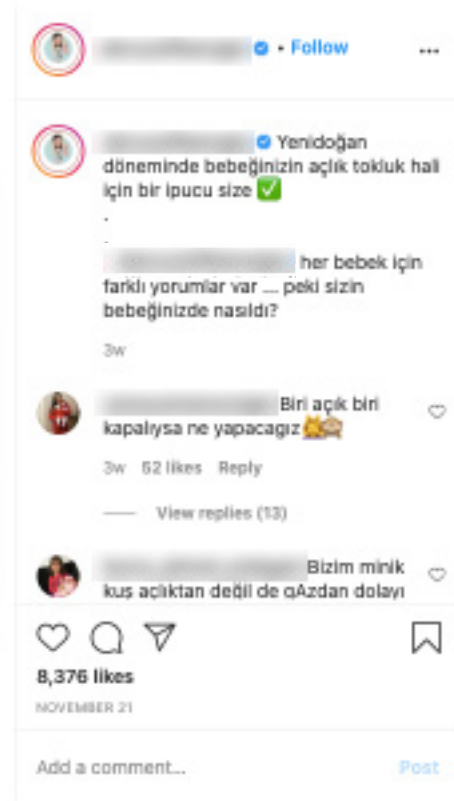 • Follow
Yenidoğan
döneminde bebeğinizin açlık tokluk hali
için bir ipucu size ✅
.
.
her bebek için
farklı yorumlar var ... peki sizin
bebeğinizde nasıldı?
3w
Biri açık biri
kapalıysa ne yapacagız
3w 52 likes Reply
View replies (13)
Bizim minik
kuş açlıktan değil de gAzdan dolayı
8,376 likes
NOVEMBER 21
Add a comment... Post